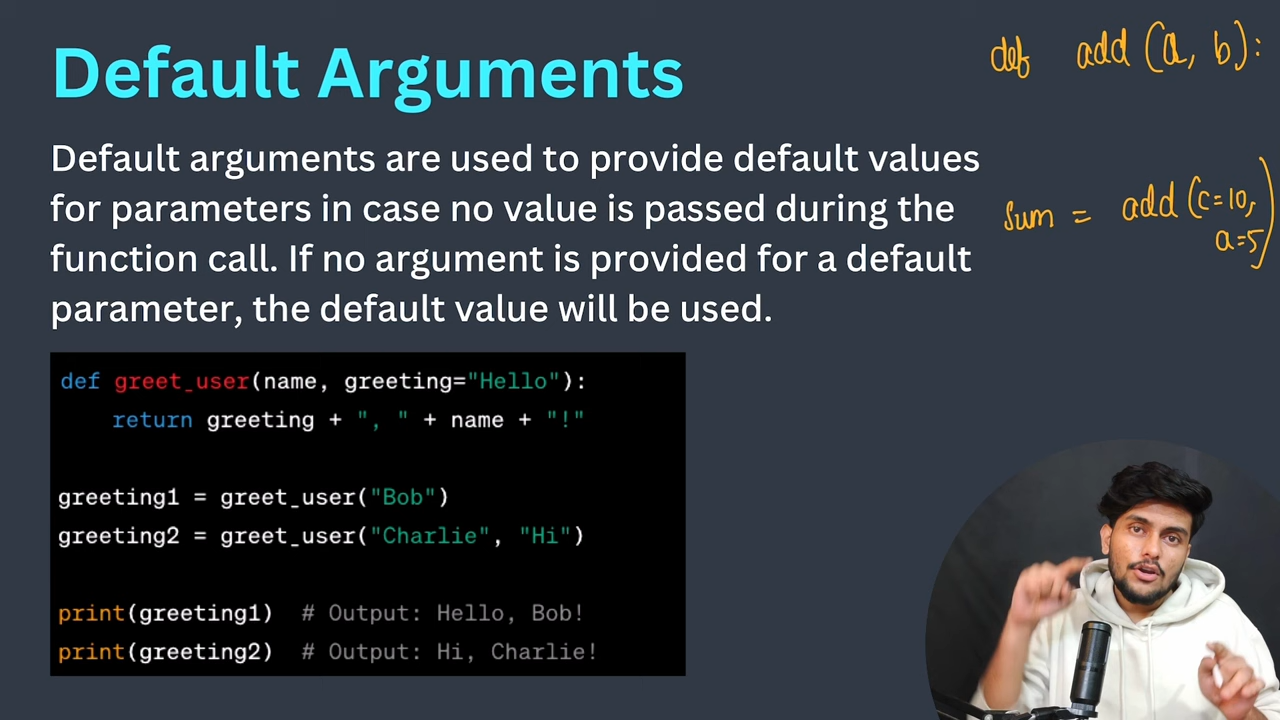 Default Arguments
def add (a, b):
Default arguments are used to provide default values
for parameters in case no value is passed during the
function call. If no argument is provided for a default
parameter, the default value will be used.
sum = add (c=10,
a=5)
def greet_user(name, greeting="Hello"):
    return greeting + ", " + name + "!"
greeting1 = greet_user("Bob")
greeting2 = greet_user("Charlie", "Hi")
print(greeting1)  # Output: Hello, Bob!
print(greeting2)  # Output: Hi, Charlie!